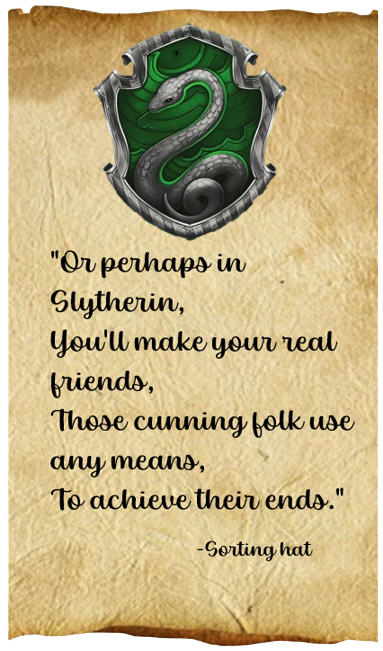 "Or perhaps in
Slytherin,
You'll make your real
friends,
Those cunning folk use
any means,
To achieve their ends."
-Sorting hat